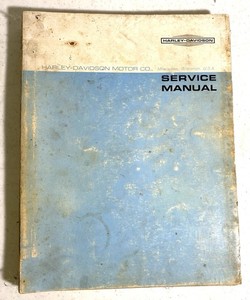 HARLEY-DAVIDSON
HARLEY-DAVIDSON MOTOR CO.
SERVICE
MANUAL